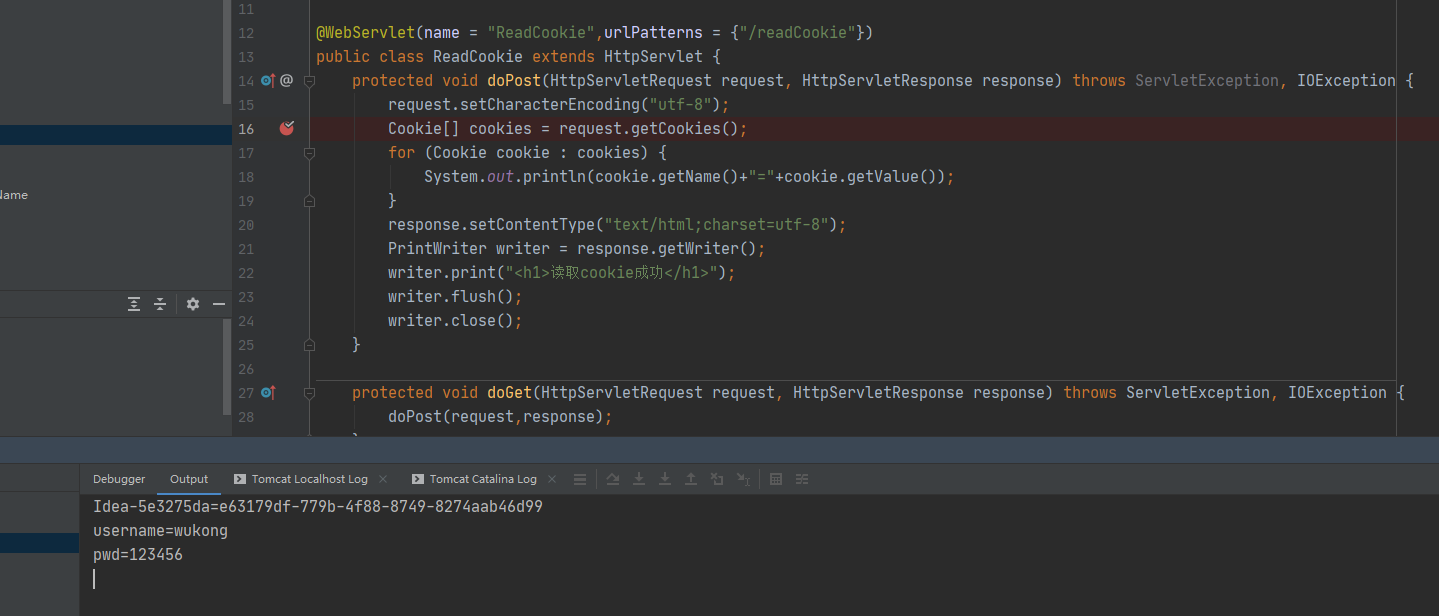 11
12 @WebServlet(name = "ReadCookie",urlPatterns = {"/readCookie"})
13 public class ReadCookie extends HttpServlet {
14 @ protected void doPost(HttpServletRequest request, HttpServletResponse response) throws ServletException, IOException {
15 request.setCharacterEncoding("utf-8");
16 Cookie[] cookies = request.getCookies();
17 for (Cookie cookie : cookies) {
18 System.out.println(cookie.getName()+"="+cookie.getValue());
19 }
20 response.setContentType("text/html;charset=utf-8");
21 PrintWriter writer = response.getWriter();
22 writer.print("<h1>读取cookie成功</h1>");
23 writer.flush();
24 writer.close();
25 }
26
27 protected void doGet(HttpServletRequest request, HttpServletResponse response) throws ServletException, IOException {
28 doPost(request,response);
Debugger Output Tomcat Localhost Log Tomcat Catalina Log
Idea-5e3275da=e63179df-779b-4f88-8749-8274aab46d99
username=wukong
pwd=123456